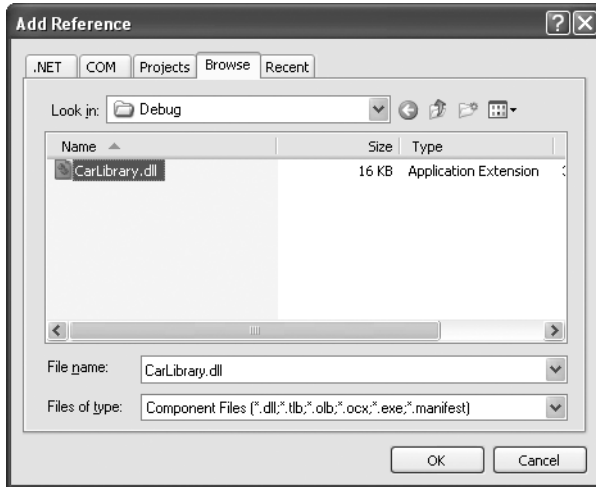 Add Reference
.NET COM Projects Browse Recent
Look in: Debug
Name Size Type
CarLibrary.dll 16 KB Application Extension
File name: CarLibrary.dll
Files of type: Component Files (*.dll;*.tlb;*.olb;*.ocx;*.exe;*.manifest)
OK Cancel